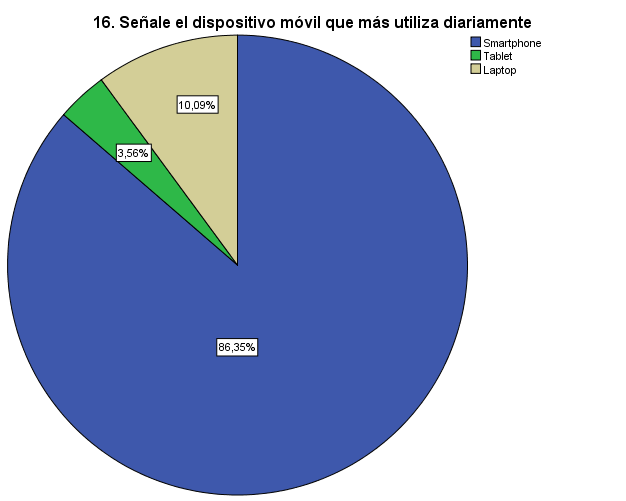 16. Señale el dispositivo móvil que más utiliza diariamente
Smartphone
Tablet
Laptop
10,09%
3,56%
86,35%